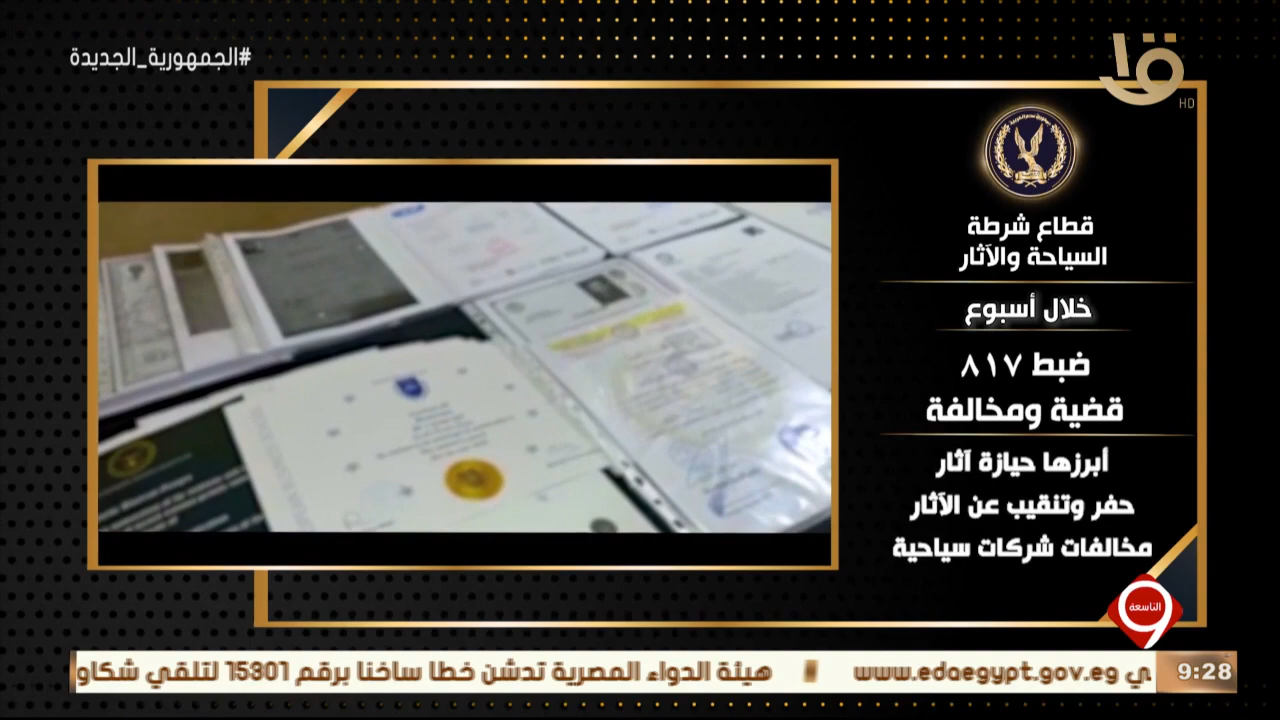 #الجمهورية_الجديدة
HD
قطاع شرطة
السياحة والآثار
خلال أسبوع
ضبط ٨١٧
قضية ومخالفة
أبرزها حيازة آثار
حفر وتنقيب عن الآثار
مخالفات شركات سياحية
التاسعة
9
9:28
ي www.edaegypt.gov.eg هيئة الدواء المصرية تدشن خطا ساخنا برقم 15301 لتلقي شكاو